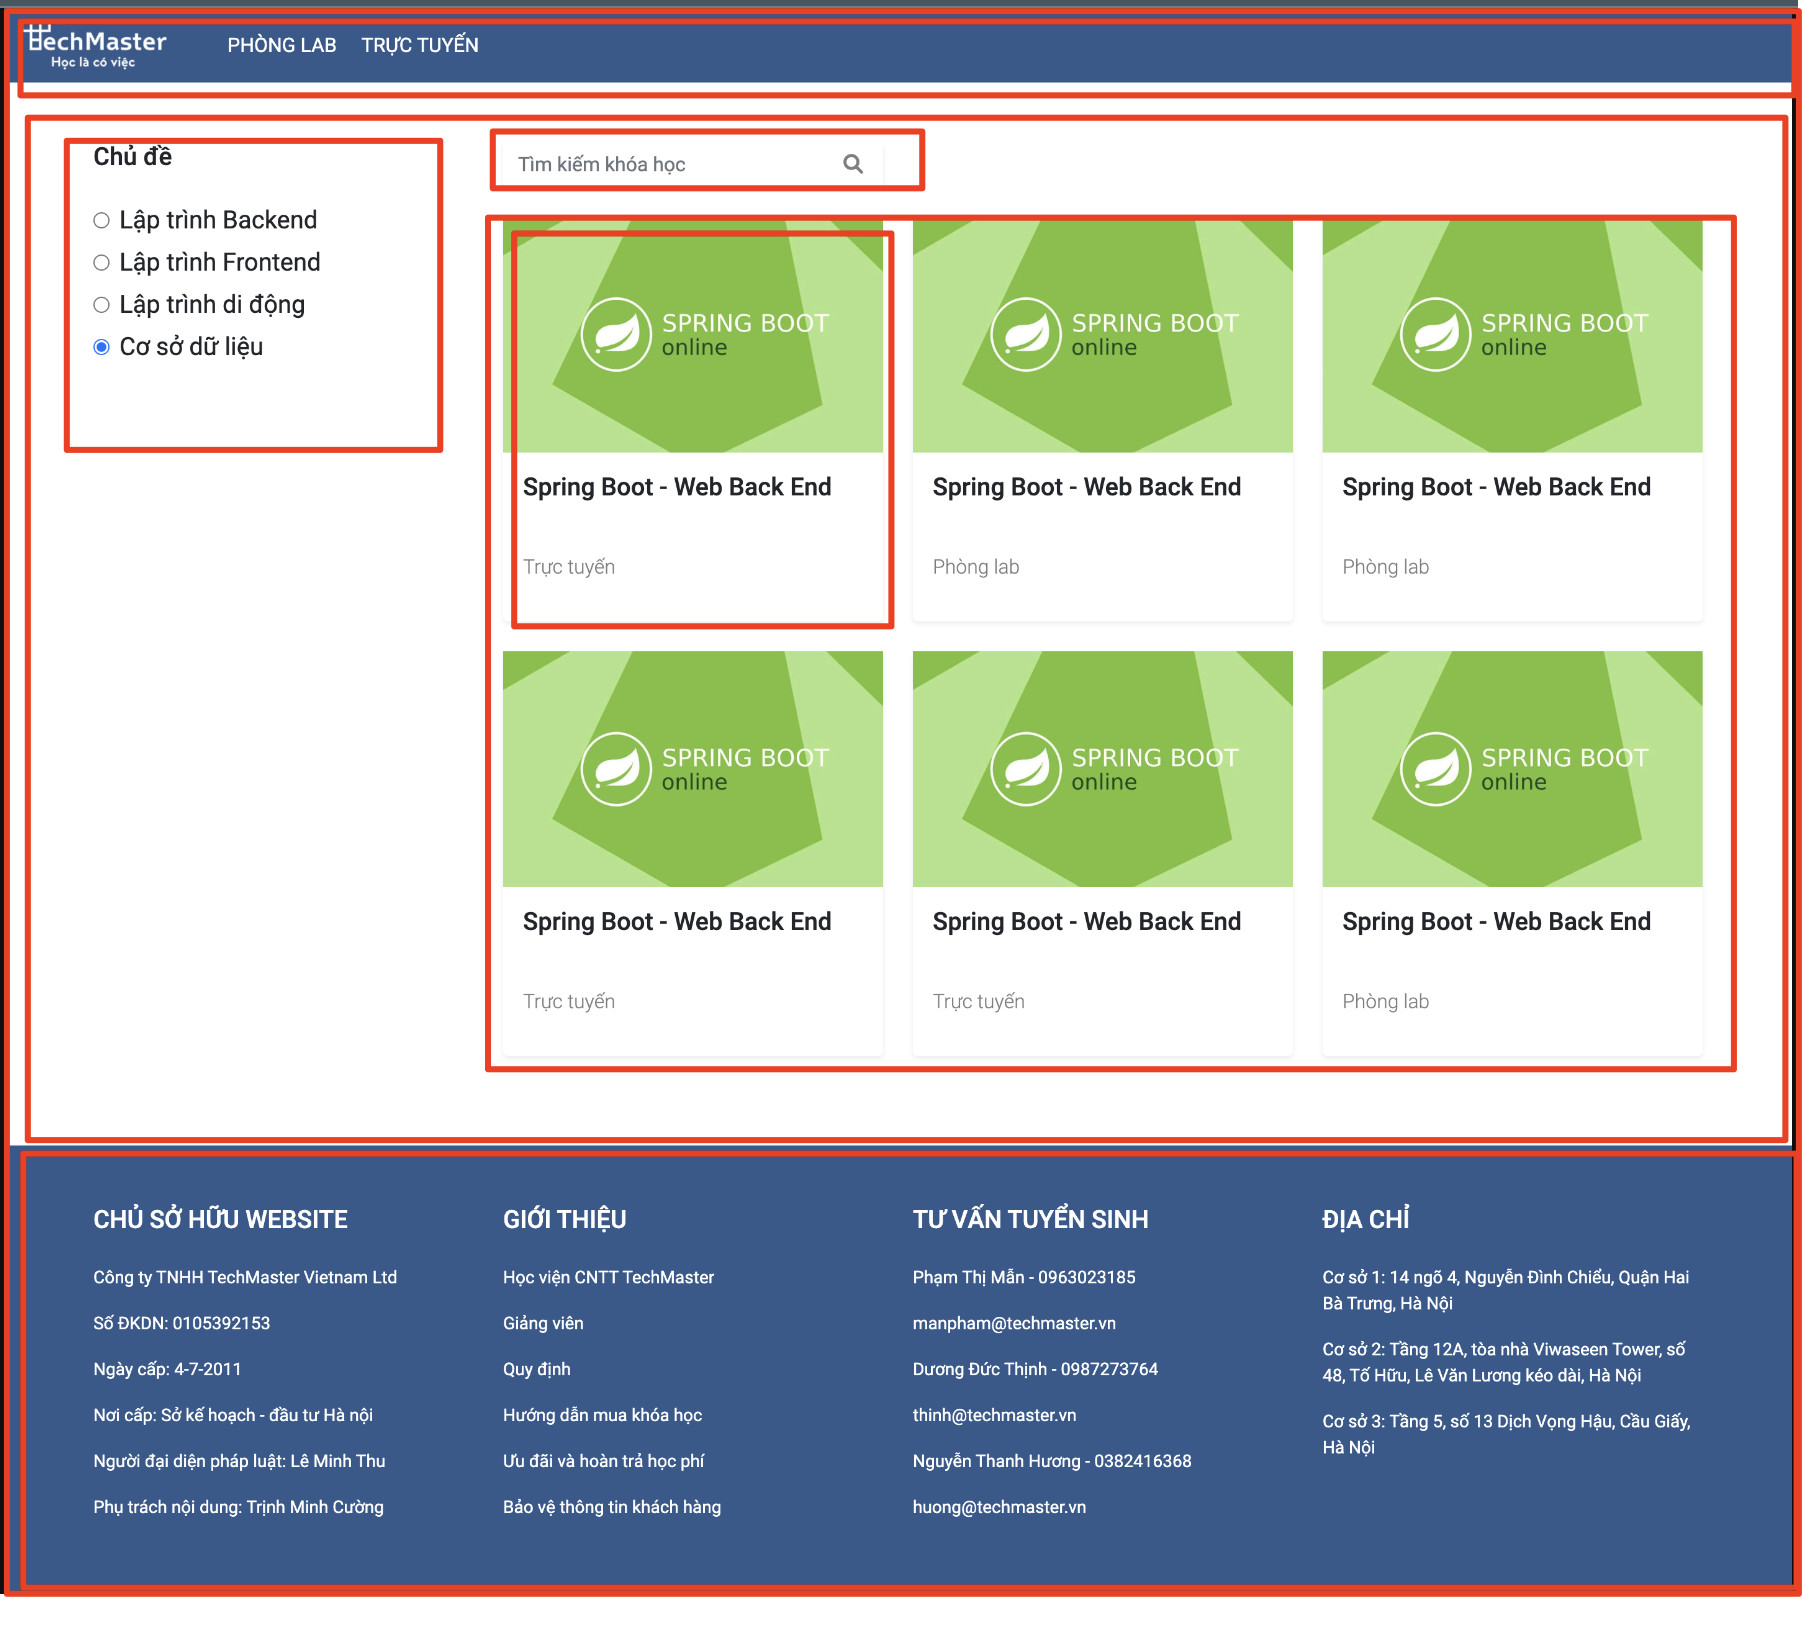 TechMaster
Học là có việc
PHÒNG LAB
TRỰC TUYẾN
Chủ đề
Lập trình Backend
Lập trình Frontend
Lập trình di động
Cơ sở dữ liệu
Tìm kiếm khóa học
SPRING BOOT
online
Spring Boot - Web Back End
Trực tuyến
SPRING BOOT
online
Spring Boot - Web Back End
Phòng lab
SPRING BOOT
online
Spring Boot - Web Back End
Phòng lab
SPRING BOOT
online
Spring Boot - Web Back End
Trực tuyến
SPRING BOOT
online
Spring Boot - Web Back End
Trực tuyến
SPRING BOOT
online
Spring Boot - Web Back End
Phòng lab
CHỦ SỞ HỮU WEBSITE
Công ty TNHH TechMaster Vietnam Ltd
Số ĐKDN: 0105392153
Ngày cấp: 4-7-2011
Nơi cấp: Sở kế hoạch - đầu tư Hà nội
Người đại diện pháp luật: Lê Minh Thu
Phụ trách nội dung: Trịnh Minh Cường
GIỚI THIỆU
Học viện CNTT TechMaster
Giảng viên
Quy định
Hướng dẫn mua khóa học
Ưu đãi và hoàn trả học phí
Bảo vệ thông tin khách hàng
TƯ VẤN TUYỂN SINH
Phạm Thị Mẫn - 0963023185
manpham@techmaster.vn
Dương Đức Thịnh - 0987273764
thinh@techmaster.vn
Nguyễn Thanh Hương - 0382416368
huong@techmaster.vn
ĐỊA CHỈ
Cơ sở 1: 14 ngõ 4, Nguyễn Đình Chiểu, Quận Hai
Bà Trưng, Hà Nội
Cơ sở 2: Tầng 12A, tòa nhà Viwaseen Tower, số
48, Tố Hữu, Lê Văn Lương kéo dài, Hà Nội
Cơ sở 3: Tầng 5, số 13 Dịch Vọng Hậu, Cầu Giấy,
Hà Nội